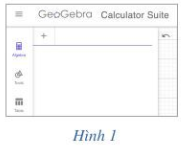 GeoGebra Calculator Suite
+
Algebra
Tools
Table
Hình 1